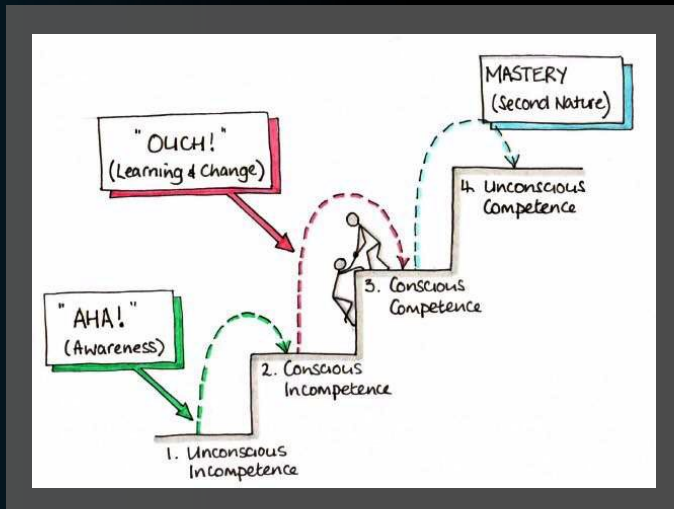 MASTERY
(Second Nature)
"OUCH!"
(Learning & Change)
4. Unconscious
Competence
3. Conscious
Competence
"AHA!"
(Awareness)
2. Conscious
Incompetence
1. Unconscious
Incompetence